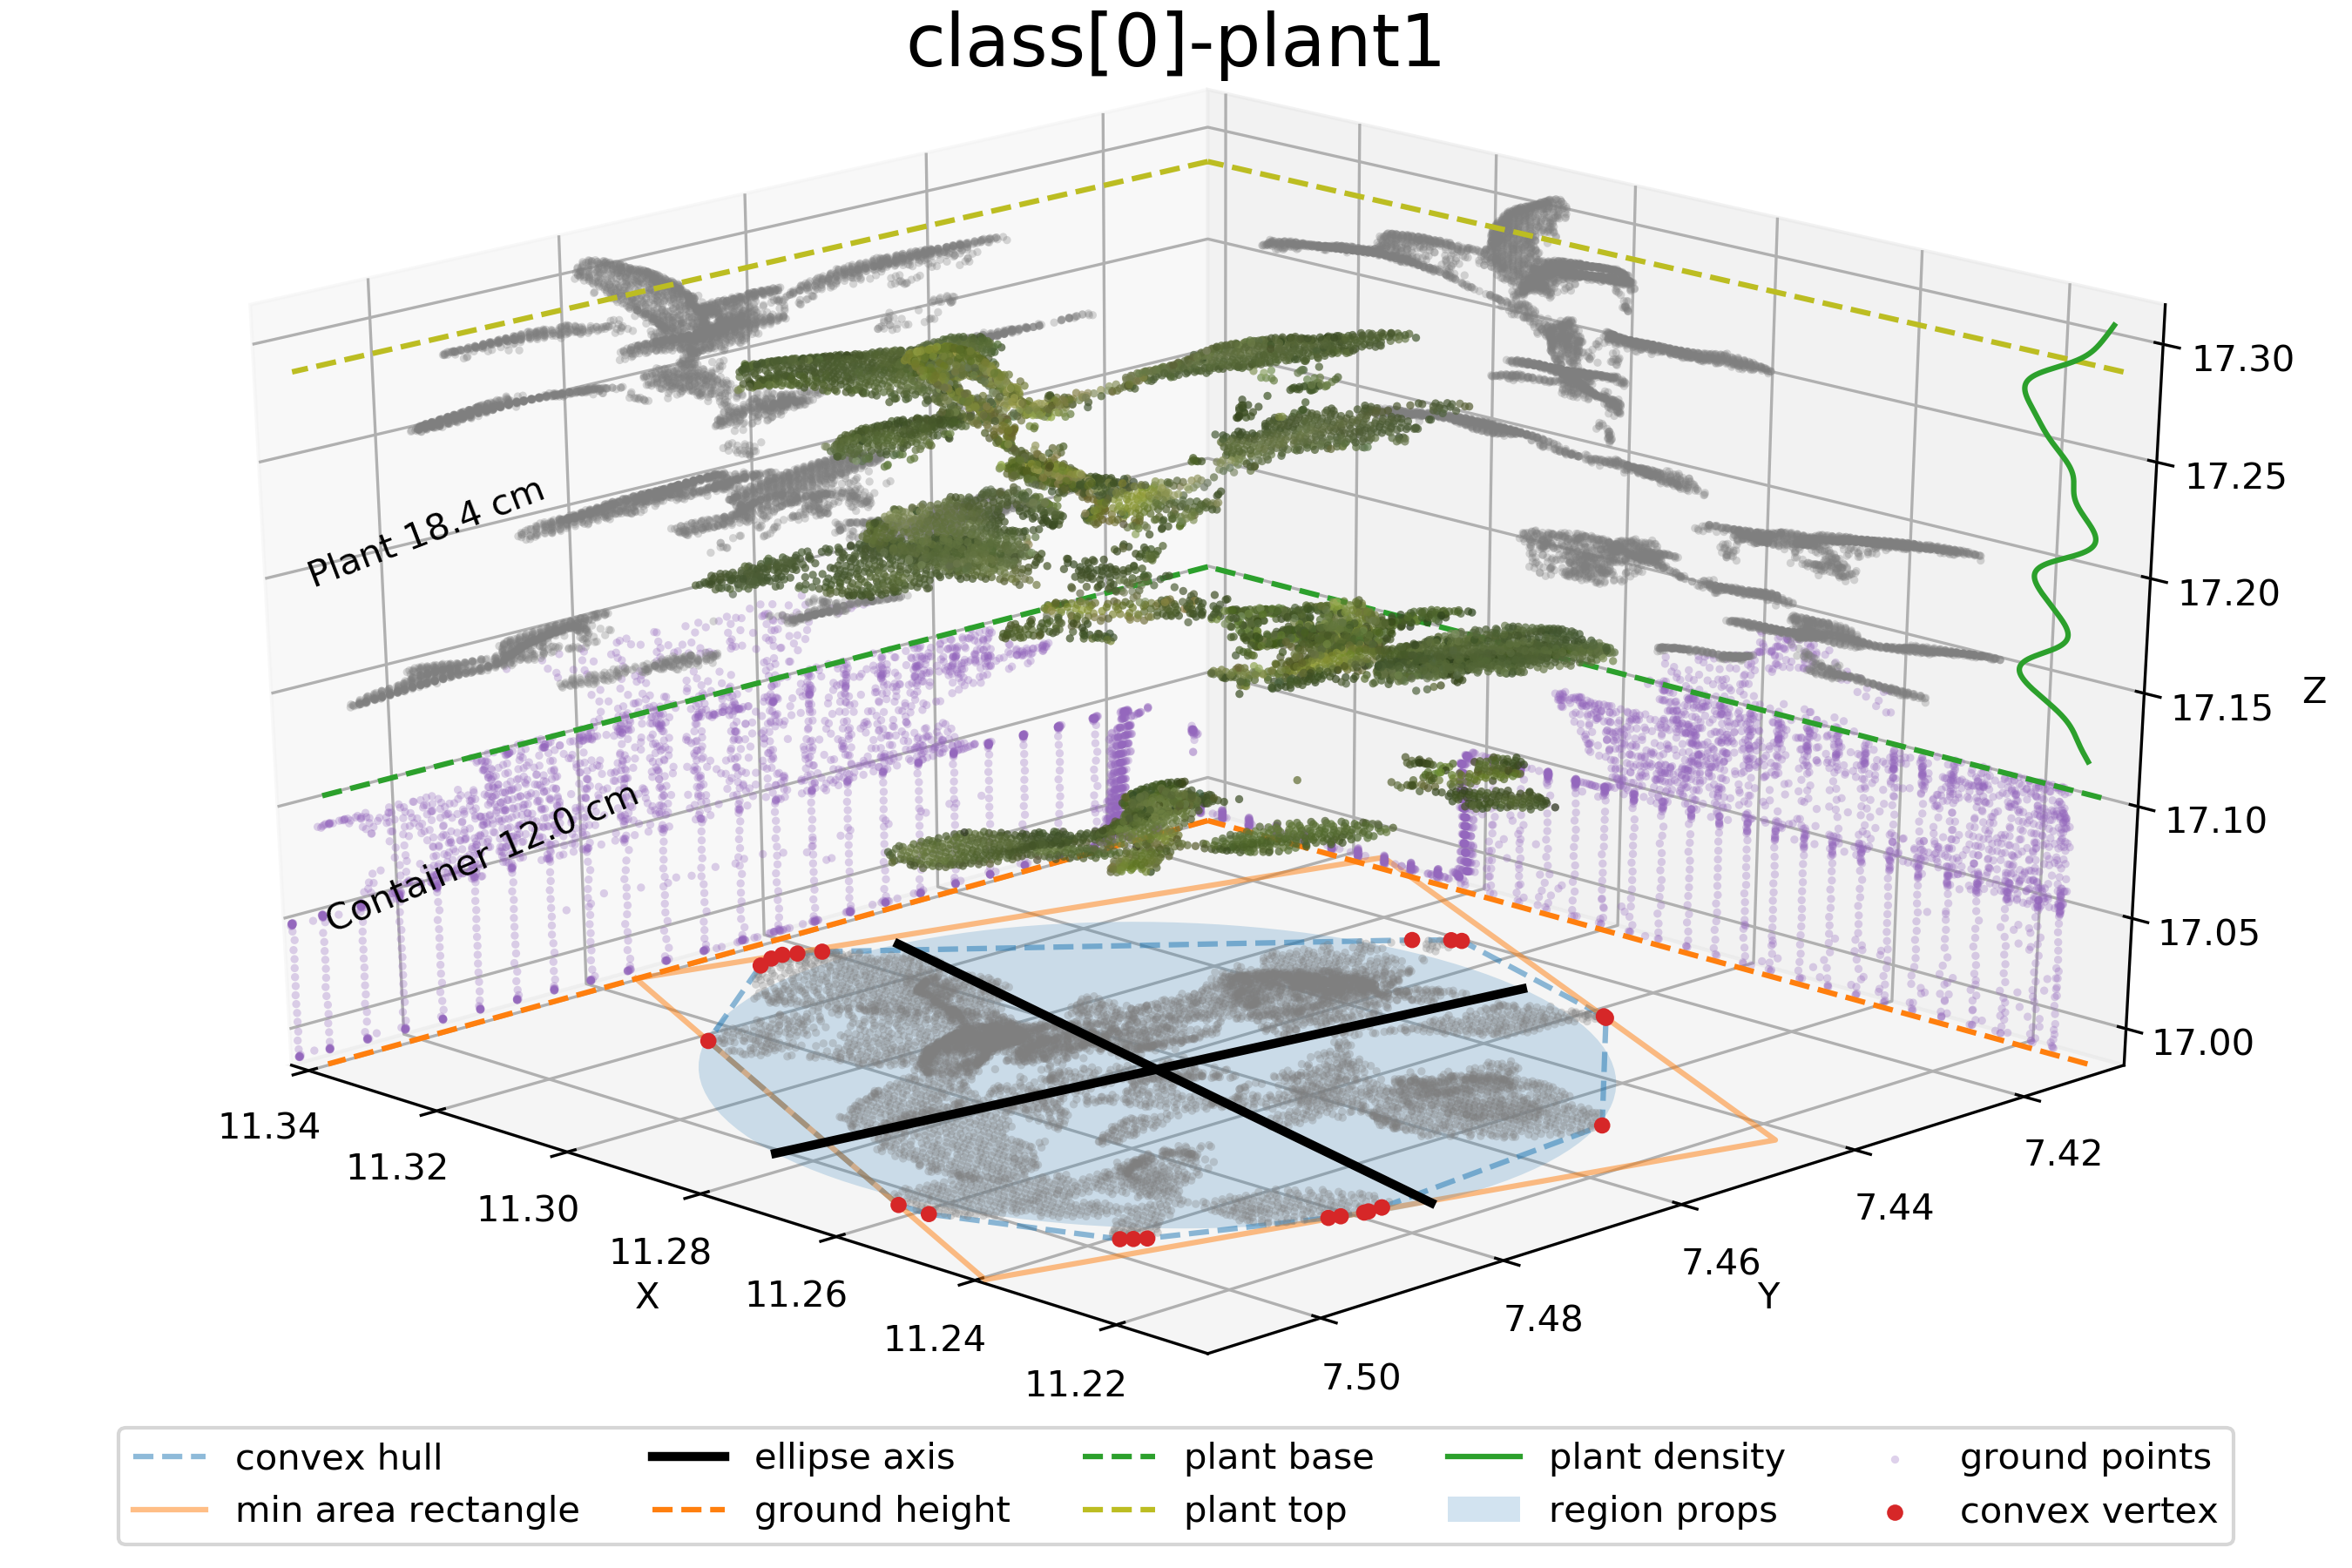 class[0]-plant1
Plant 18.4 cm
Container 12.0 cm
17.30
17.25
17.20
17.15
Z
17.10
17.05
17.00
11.34
11.32
11.30
11.28
11.26
11.24
11.22
X
7.42
7.44
7.46
7.48
7.50
Y
convex hull
min area rectangle
ellipse axis
ground height
plant base
plant top
plant density
region props
ground points
convex vertex